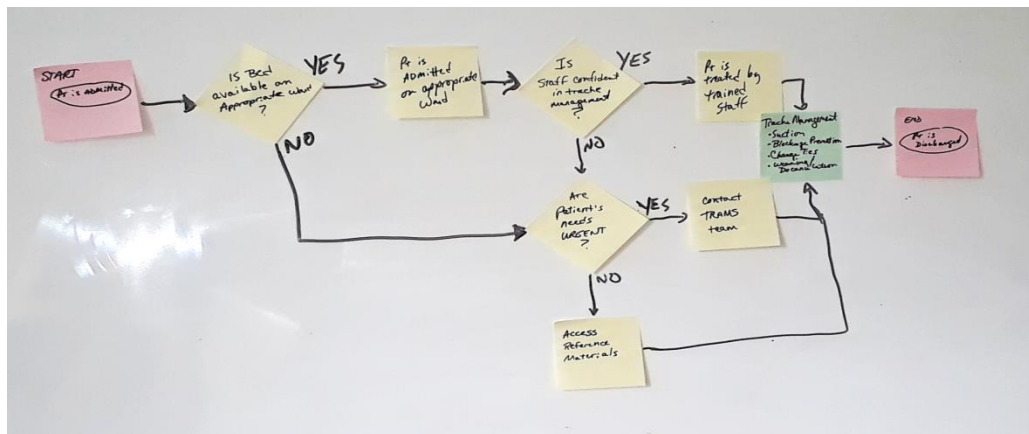 START
Pt is ADMITTED
Is Bed
available on
Appropriate Ward
?
YES
NO
Pt is
ADMITTED
on appropriate
Ward
Is
Staff confident
in trache
management
?
YES
NO
Pt is
treated by
trained
Staff
Trache Management
- Suction
- Blockage Prevention
- Change
- Weaning/
END
Pt is
Discharged
Are
Patient's
needs
URGENT
?
YES
NO
Contact
TRAMS
team
Access
Reference
Materials